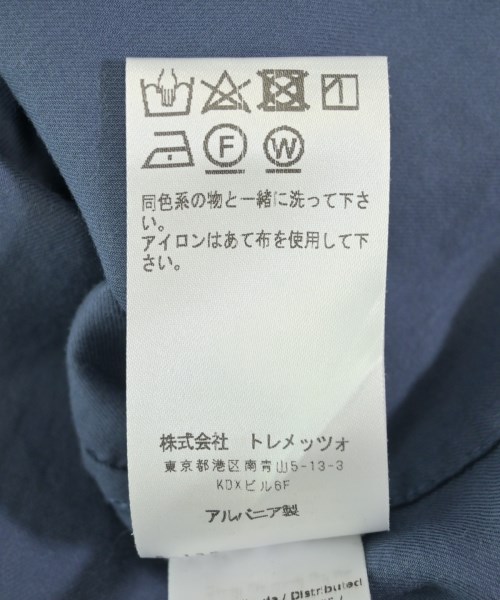 F W
同色系の物と一緒に洗って下さ
い。
アイロンはあて布を使用して下
さい。
株式会社 トレメッツォ
東京都港区南青山5-13-3
KDXビル6F
アルバニア製
/ Distributed